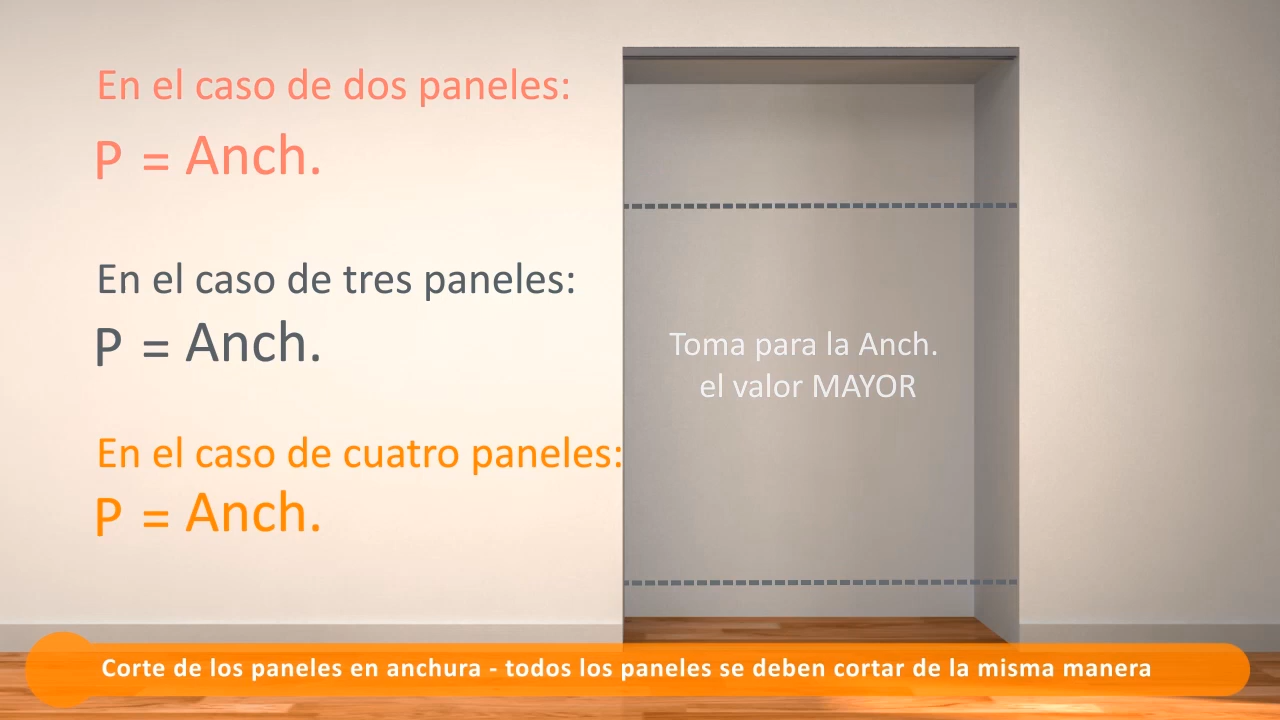 En el caso de dos paneles:
P = Anch.
En el caso de tres paneles:
P = Anch.
En el caso de cuatro paneles:
P = Anch.
Toma para la Anch.
el valor MAYOR
Corte de los paneles en anchura - todos los paneles se deben cortar de la misma manera